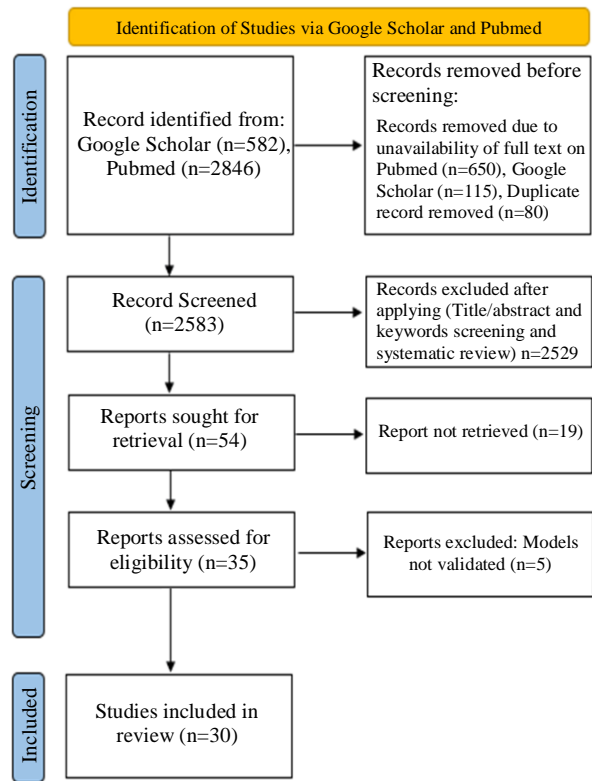 Identification of Studies via Google Scholar and Pubmed
Identification
Record identified from:
Google Scholar (n=582),
Pubmed (n=2846)
Records removed before
screening:
Records removed due to
unavailability of full text on
Pubmed (n=650), Google
Scholar (n=115), Duplicate
record removed (n=80)
Screening
Record Screened
(n=2583)
Records excluded after
applying (Title/abstract and
keywords screening and
systematic review) n=2529
Reports sought for
retrieval (n=54)
Report not retrieved (n=19)
Reports assessed for
eligibility (n=35)
Reports excluded: Models
not validated (n=5)
Included
Studies included in
review (n=30)